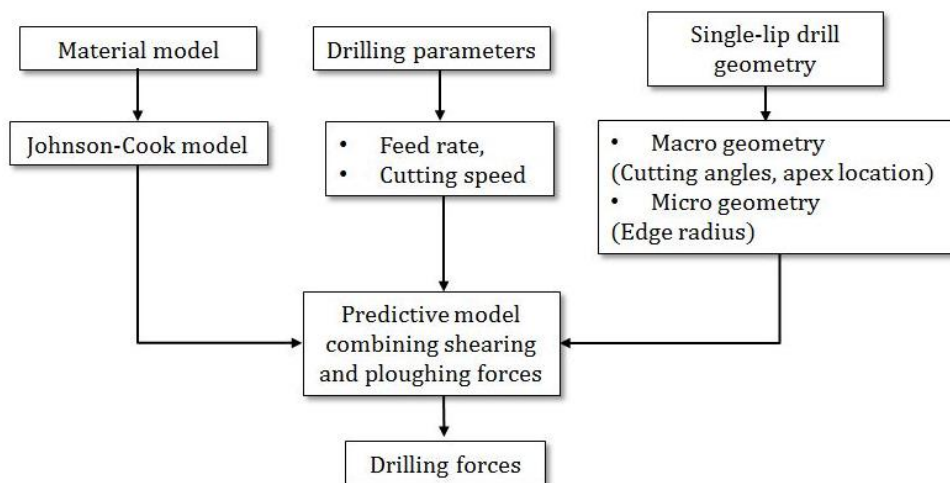 Material model
Drilling parameters
Single-lip drill
geometry
Johnson-Cook model
• Feed rate,
• Cutting speed
• Macro geometry
(Cutting angles, apex location)
• Micro geometry
(Edge radius)
Predictive model
combining shearing
and ploughing forces
Drilling forces